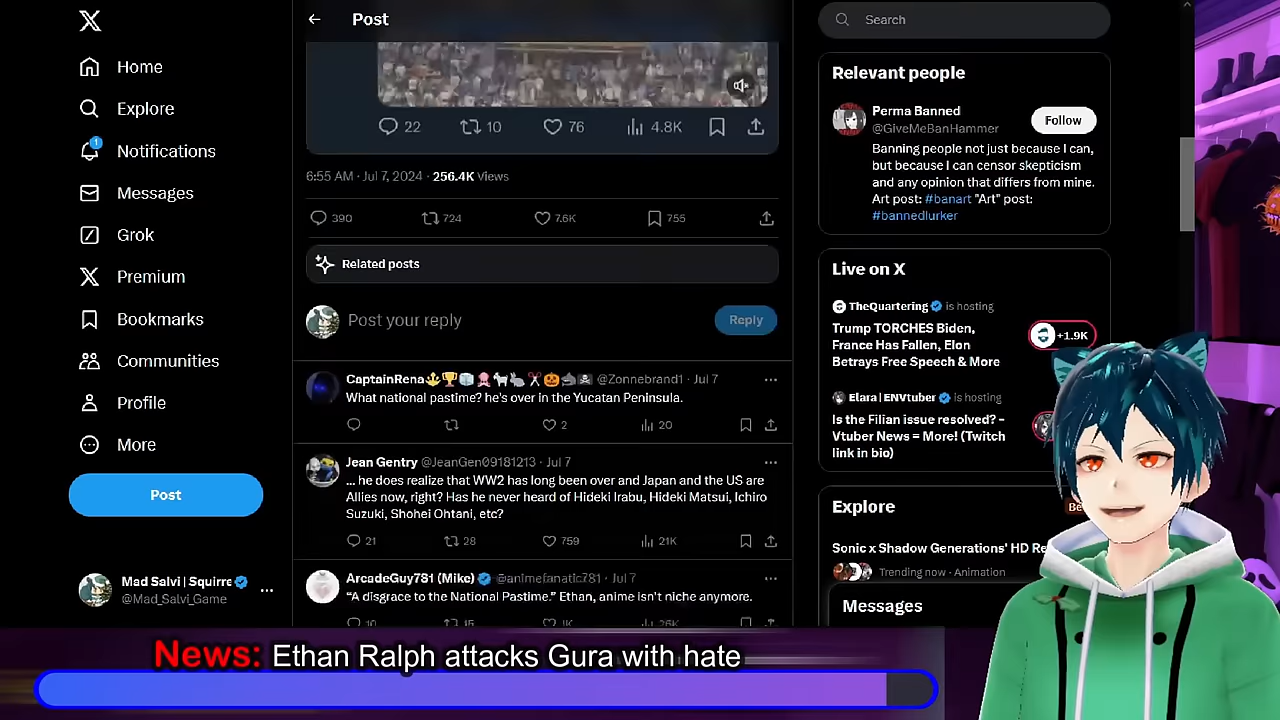 Post
Search
Home
Explore
1
Notifications
Messages
Grok
Premium
Bookmarks
Communities
Profile
More
Post
Mad Salvi | Squirre
@Mad_Salvi_Game
22
10
76
4.8K
6:55 AM · Jul 7, 2024 · 256.4K Views
390
724
7.6K
755
Related posts
Post your reply
Reply
CaptainRena @Zonnebrand1 · Jul 7
What national pastime? he's over in the Yucatan Peninsula.
2
20
Jean Gentry @JeanGen09181213 · Jul 7
... he does realize that WW2 has long been over and Japan and the US are
Allies now, right? Has he never heard of Hideki Irabu, Hideki Matsui, Ichiro
Suzuki, Shohei Ohtani, etc?
21
28
759
21K
ArcadeGuy781 (Mike) @animefanatic781 · Jul 7
“A disgrace to the National Pastime.” Ethan, anime isn't niche anymore.
Relevant people
Perma Banned
@GiveMeBanHammer
Follow
Banning people not just because I can,
but because I can censor skepticism
and any opinion that differs from mine.
Art post: #banart "Art" post:
#bannedlurker
Live on X
TheQuartering is hosting
Trump TORCHES Biden,
France Has Fallen, Elon
Betrays Free Speech & More
+1.9K
Elara | ENVtuber is hosting
Is the Filian issue resolved? –
Vtuber News = More! (Twitch
link in bio)
Explore
Be
Sonic x Shadow Generations' HD Re
Trending now · Animation
Messages
News: Ethan Ralph attacks Gura with hate